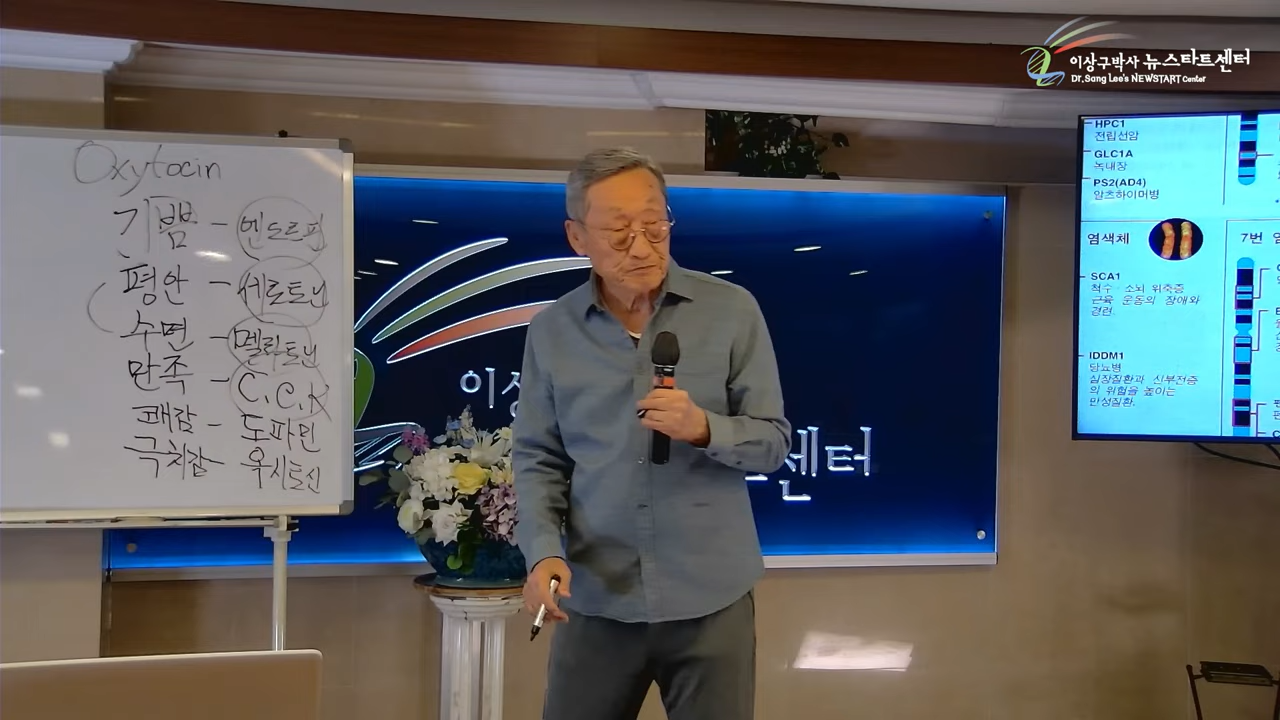 이상구박사 뉴스타트센터
Dr. Sang Lee's NEWSTART Center
Oxytocin
기쁨 - 엔도르핀
평안 - 세로토닌
수면 - 멜라토닌
만족 - C.C.K
쾌감 - 도파민
극치감 - 옥시토신
이상
센터
HPC1
전립선암
GLC1A
녹내장
PS2(AD4)
알츠하이머병
염색체
7번 염
SCA1
척수·소뇌 위축증
근육 운동의 장애와
경련.
IDDM1
당뇨병
심장질환과 신부전증
의 위험을 높이는
만성질환.